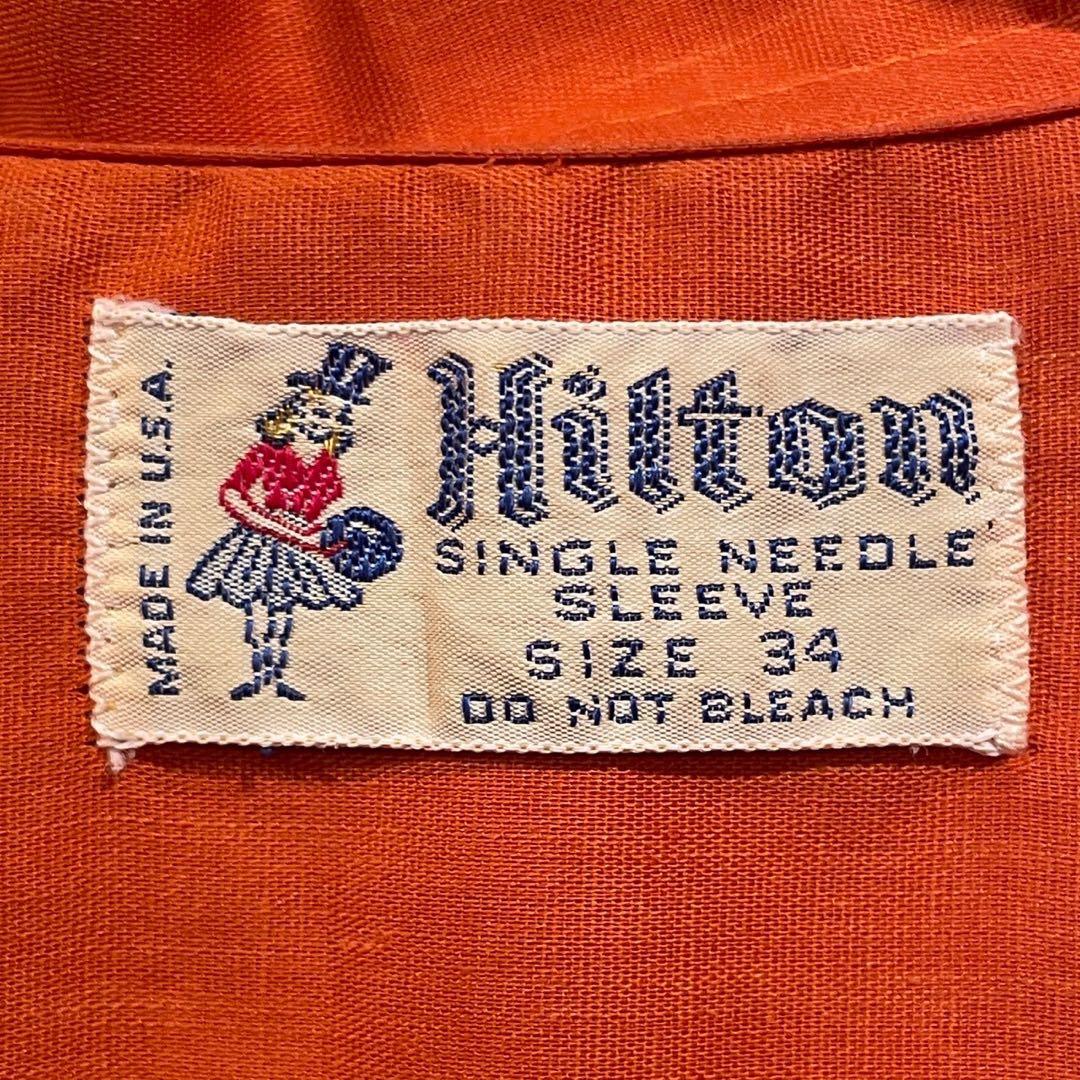 MADE IN U.S.A.
Hilton
SINGLE NEEDLE
SLEEVE
SIZE 34
DO NOT BLEACH